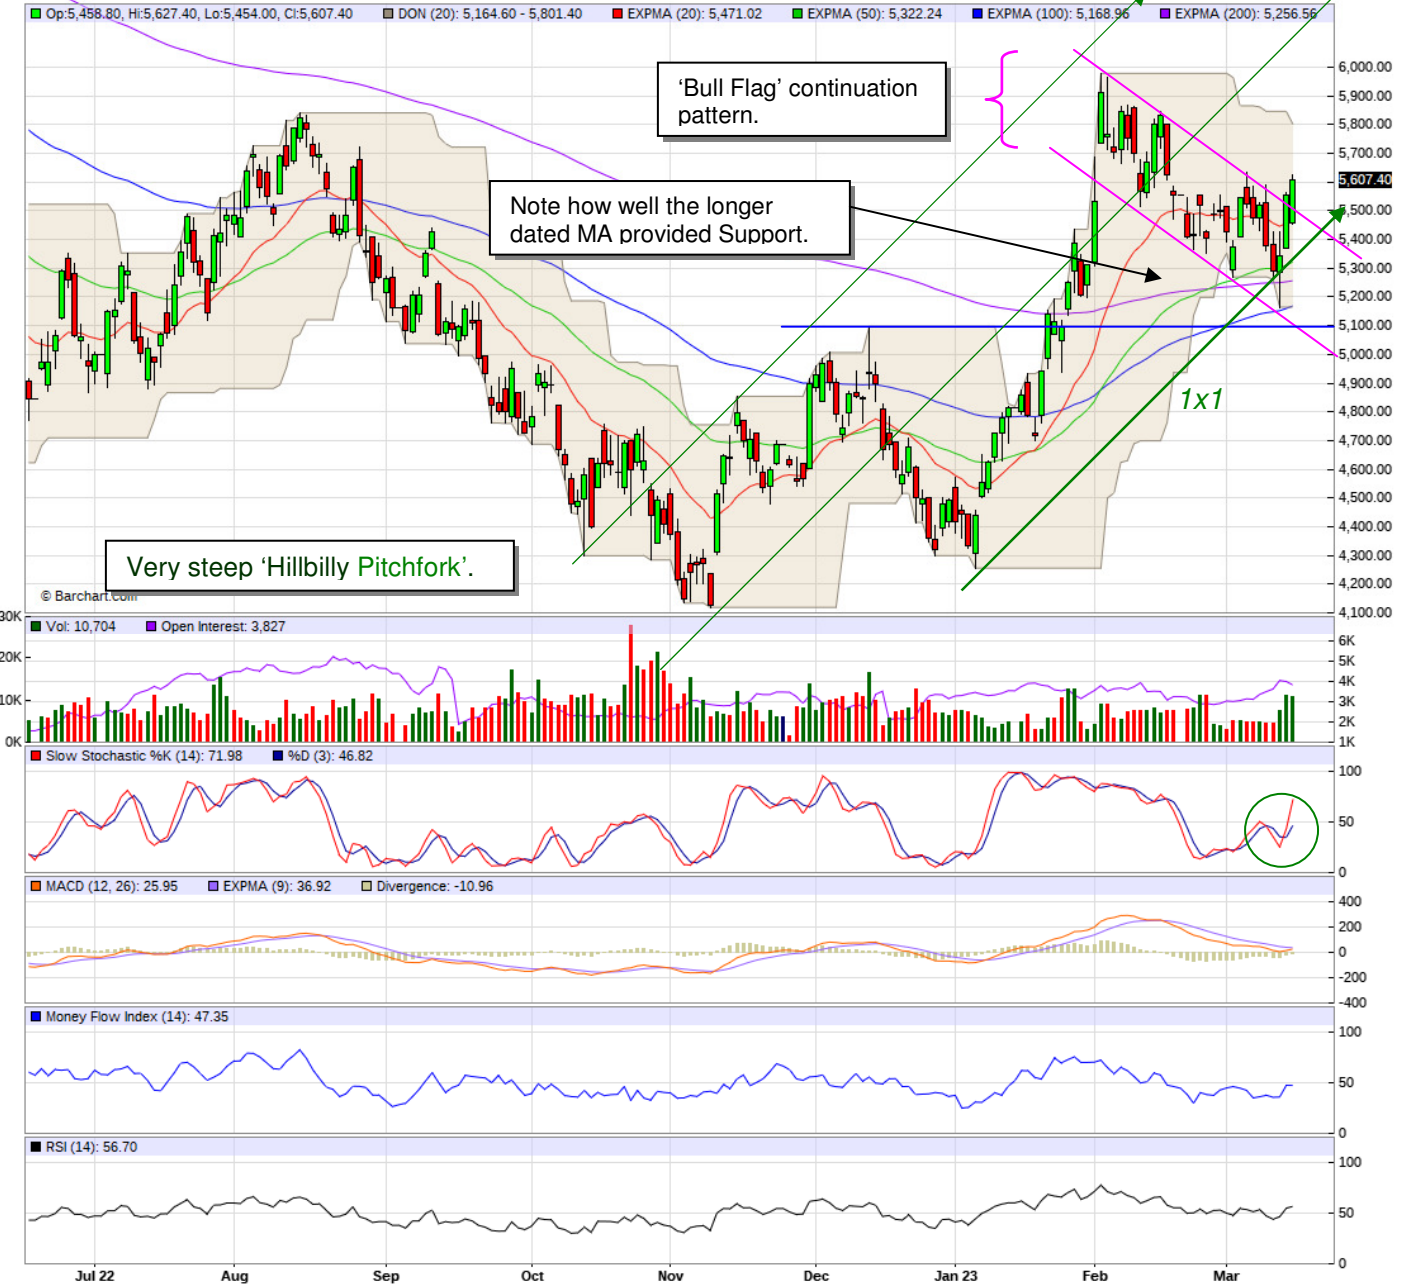 Op:5,458.80, Hi:5,627.40, Lo:5,454.00, Cl:5,607.40 DON (20): 5,164.60 - 5,801.40 EXPMA (20): 5,471.02 EXPMA (50): 5,322.24 EXPMA (100): 5,168.96 EXPMA (200): 5,256.56
6,000.00
5,900.00
5,800.00
5,700.00
5,607.40
5,500.00
5,400.00
5,300.00
5,200.00
5,100.00
5,000.00
4,900.00
4,800.00
4,700.00
4,600.00
4,500.00
4,400.00
4,300.00
4,200.00
4,100.00
‘Bull Flag’ continuation
pattern.
Note how well the longer
dated MA provided Support.
1x1
Very steep ‘Hillbilly Pitchfork’.
© Barchart.com
Vol: 10,704 Open Interest: 3,827
30K
20K
10K
0K
6K
5K
4K
3K
2K
1K
Slow Stochastic %K (14): 71.98 %D (3): 46.82
100
50
0
MACD (12, 26): 25.95 EXPMA (9): 36.92 Divergence: -10.96
400
200
0
-200
-400
Money Flow Index (14): 47.35
100
50
0
RSI (14): 56.70
100
50
0
Jul 22 Aug Sep Oct Nov Dec Jan 23 Feb Mar